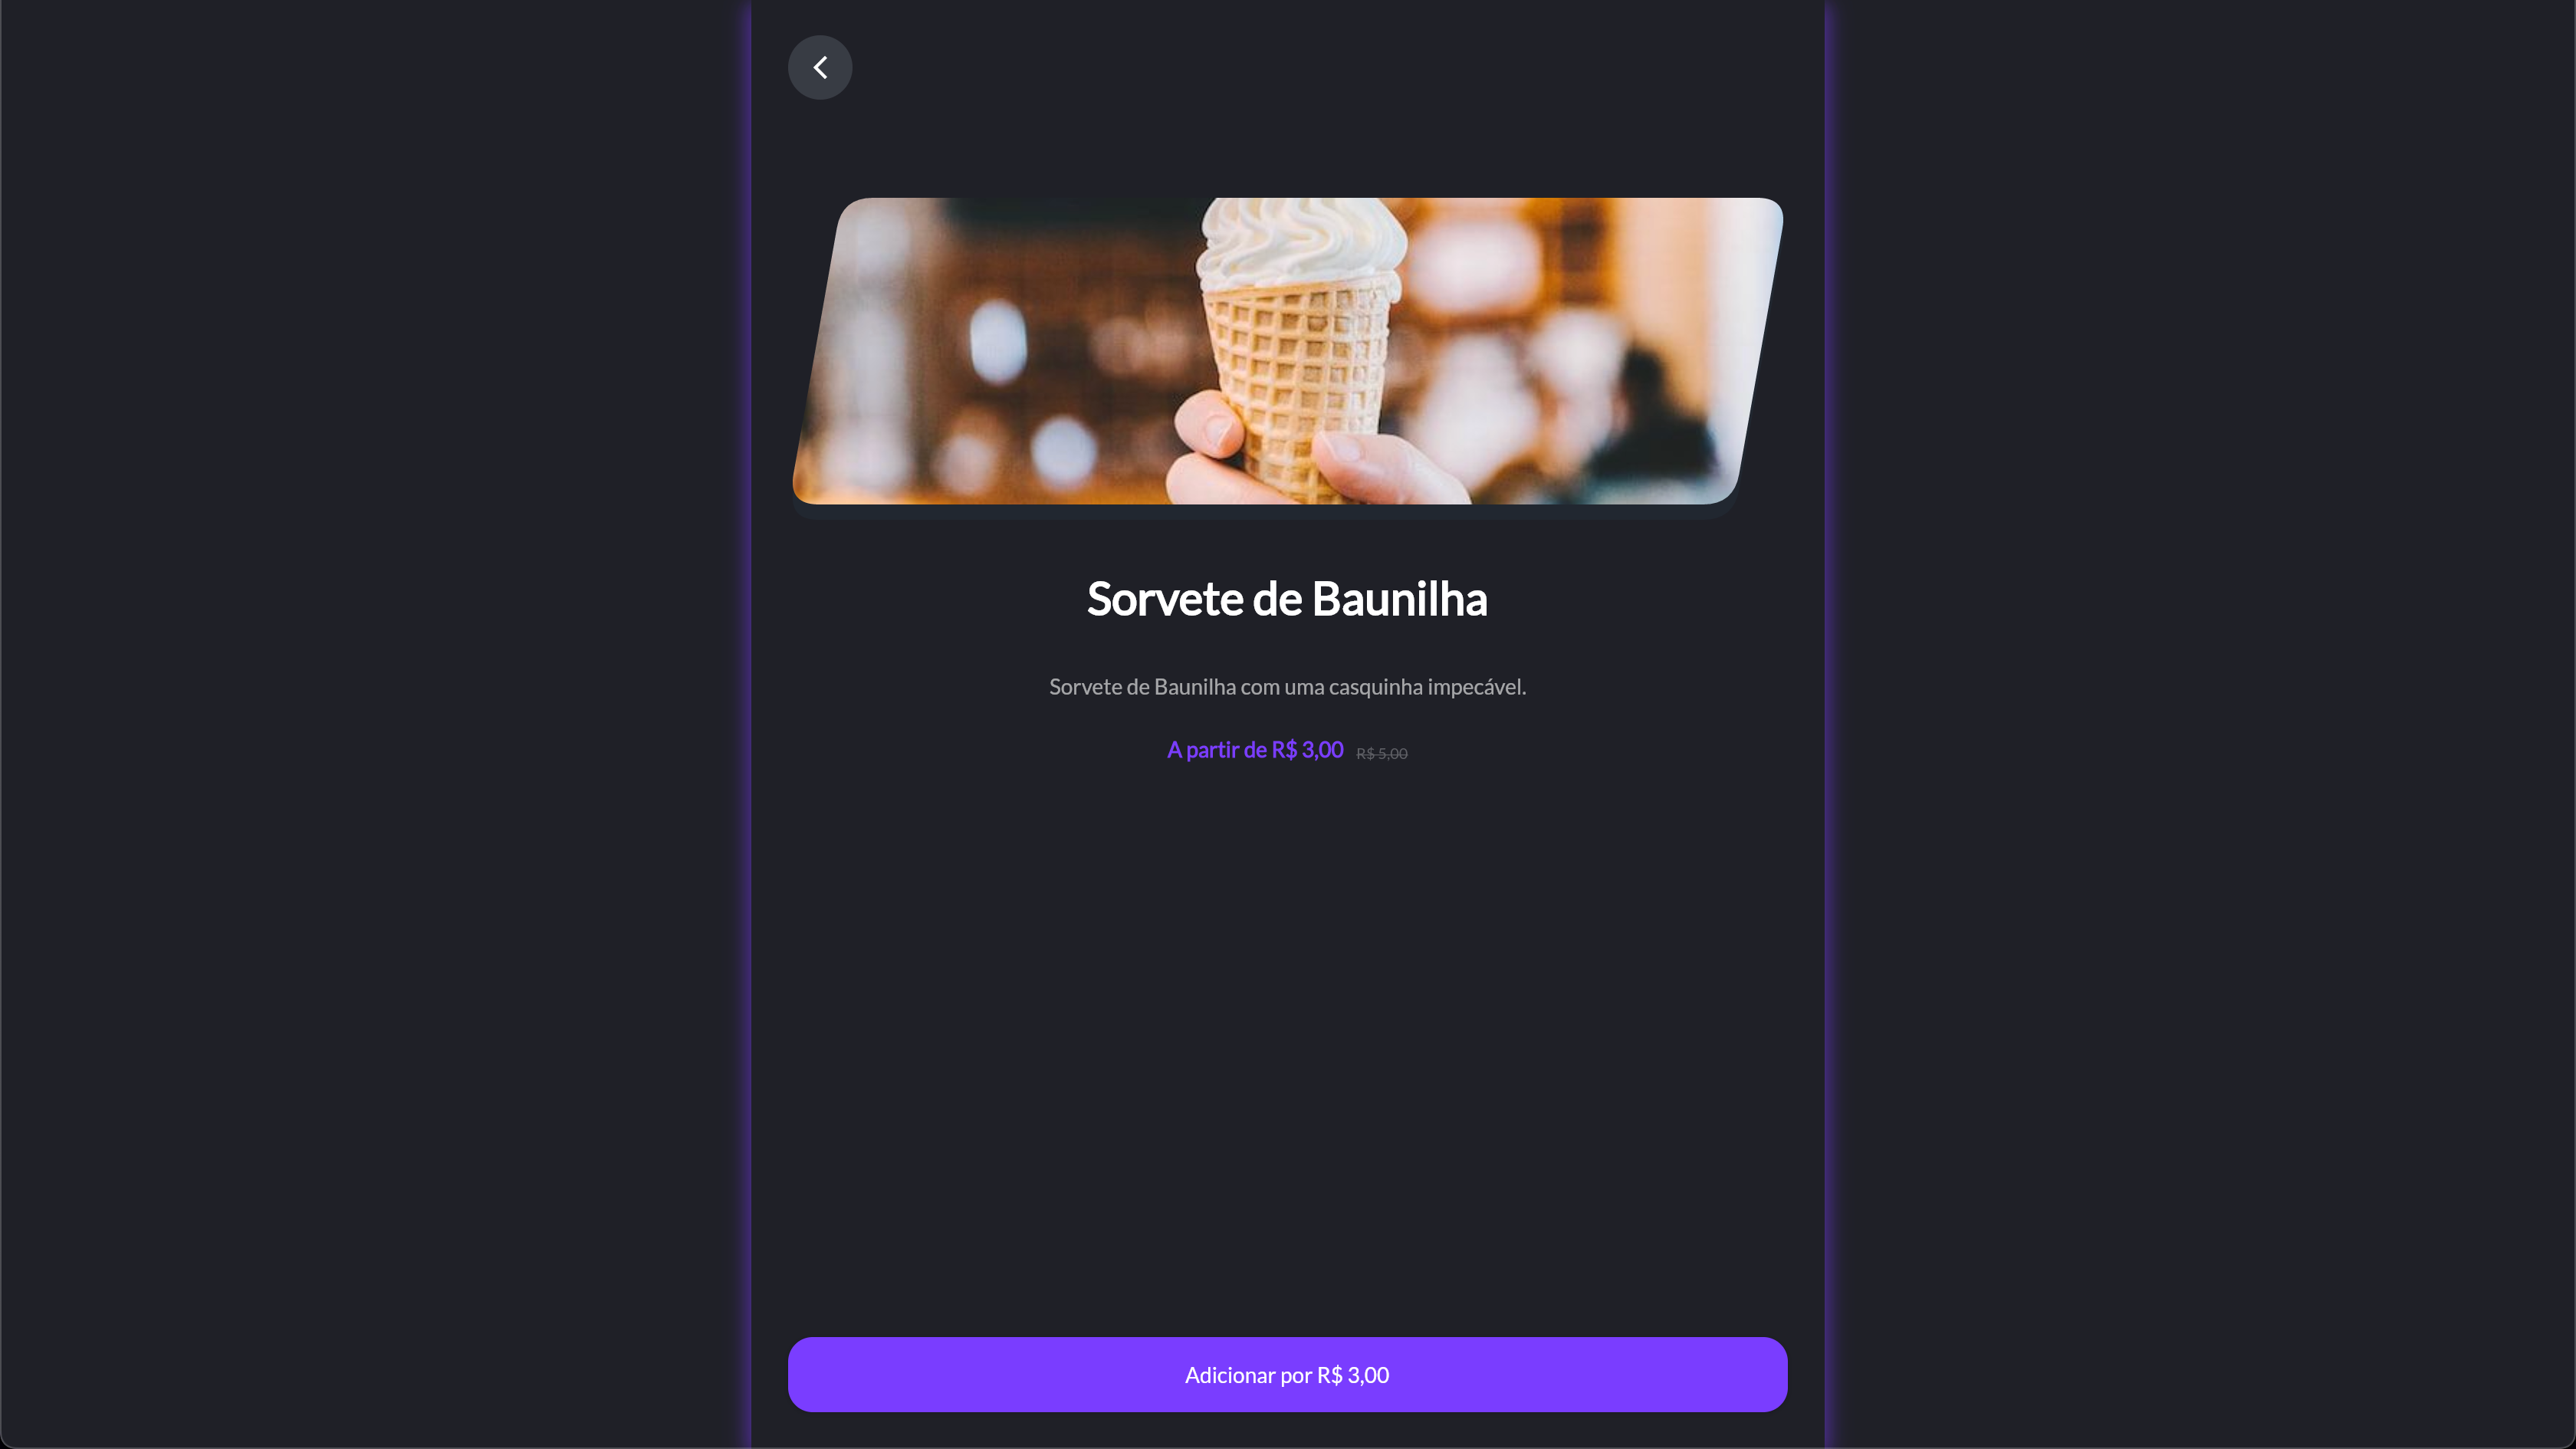 Sorvete de Baunilha
Sorvete de Baunilha com uma casquinha impecável.
A partir de R$ 3,00 R$ 5,00
Adicionar por R$ 3,00